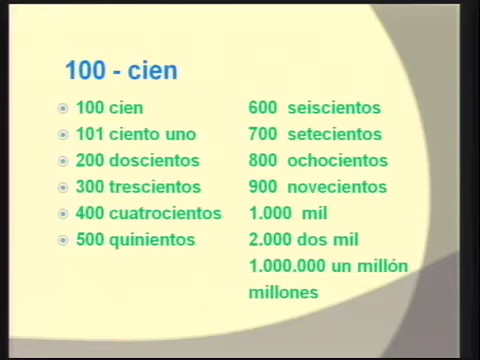 100 - cien
100 cien
101 ciento uno
200 doscientos
300 trescientos
400 cuatrocientos
500 quinientos
600 seiscientos
700 setecientos
800 ochocientos
900 novecientos
1.000 mil
2.000 dos mil
1.000.000 un millón
millones